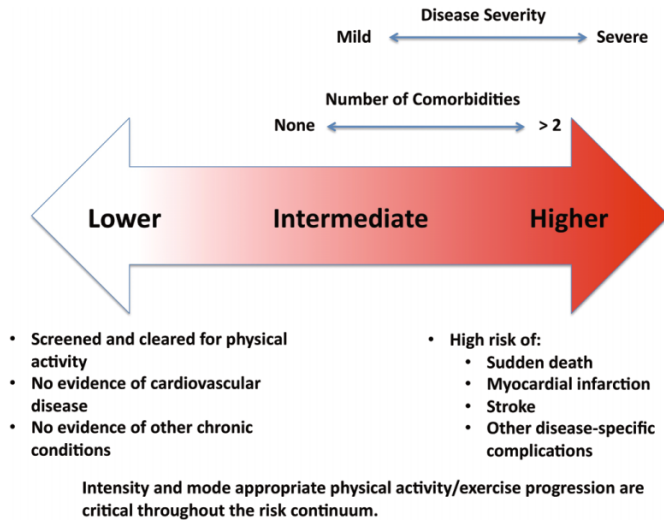 Disease Severity
Mild
Severe
Number of Comorbidities
None
> 2
Lower
Intermediate
Higher
• Screened and cleared for physical
activity
• No evidence of cardiovascular
disease
• No evidence of other chronic
conditions
• High risk of:
• Sudden death
• Myocardial infarction
• Stroke
• Other disease-specific
complications
Intensity and mode appropriate physical activity/exercise progression are
critical throughout the risk continuum.